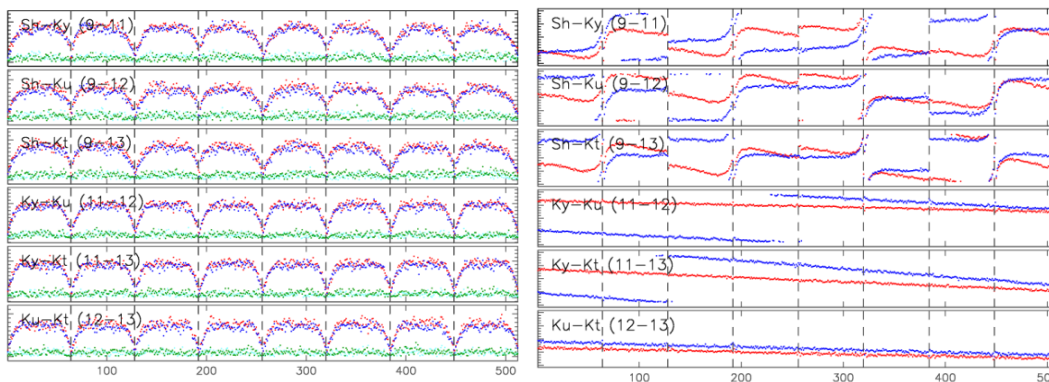 Sh-Ky (9-11)
Sh-Ku (9-12)
Sh-Kt (9-13)
Ky-Ku (11-12)
Ky-Kt (11-13)
Ku-Kt (12-13)
0 100 200 300 400 500
Sh-Ky (9-11)
Sh-Ku (9-12)
Sh-Kt (9-13)
Ky-Ku (11-12)
Ky-Kt (11-13)
Ku-Kt (12-13)
100 200 300 400 50